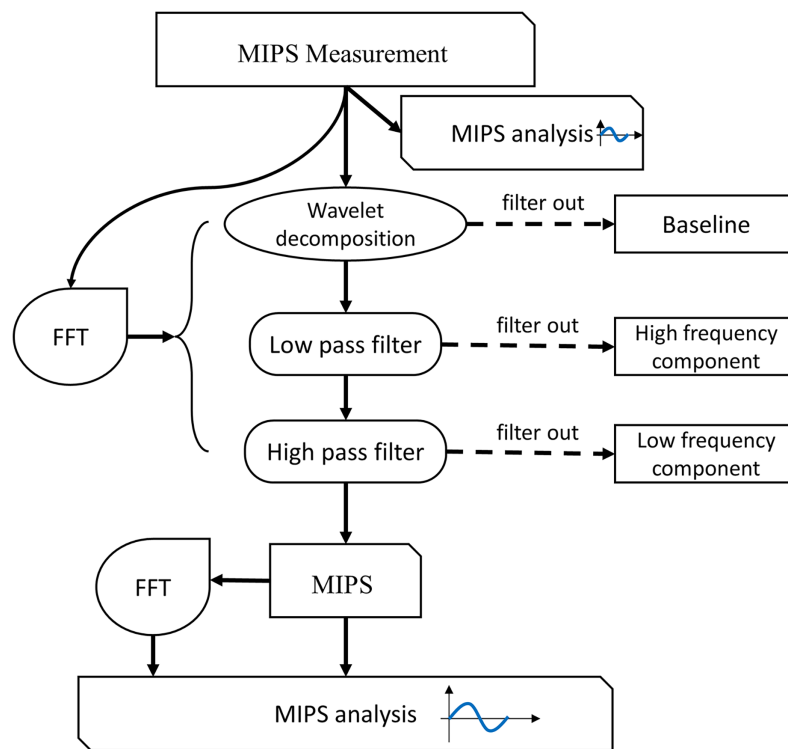 MIPS Measurement
MIPS analysis
Wavelet
decomposition
filter out
Baseline
FFT
Low pass filter
filter out
High frequency
component
High pass filter
filter out
Low frequency
component
FFT
MIPS
MIPS analysis